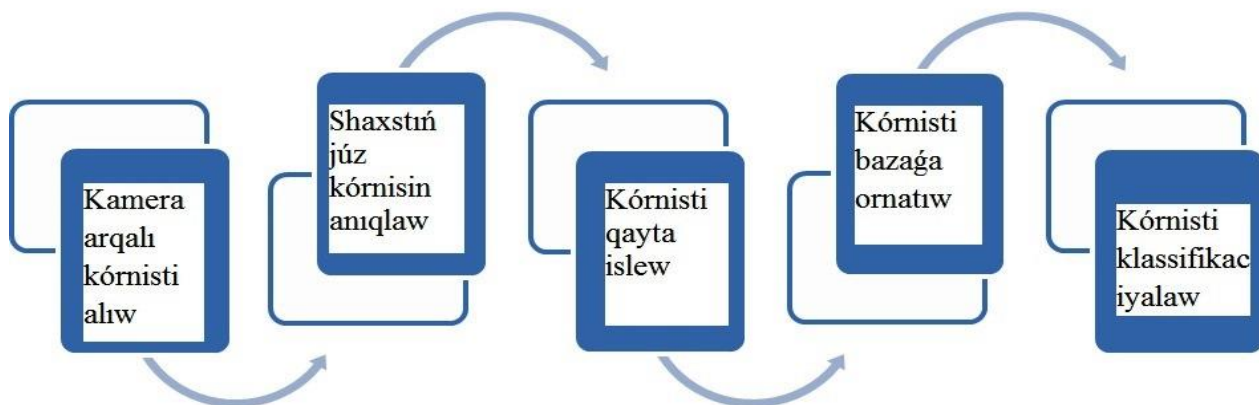 Kamera
arqalı
kórnisti
alıw
Shaxstıń
júz
kórnisin
anıqlaw
Kórnisti
qayta
islew
Kórnisti
bazaǵa
ornatıw
Kórnisti
klassifikac
iyalaw